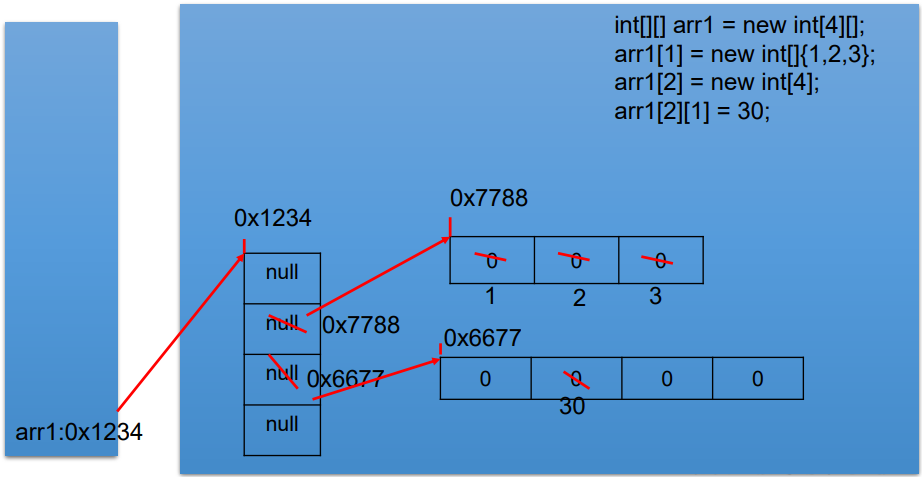 int[][] arr1 = new int[4][];
arr1[1] = new int[]{1,2,3};
arr1[2] = new int[4];
arr1[2][1] = 30;
0x7788
0x1234
null
0 0 0
1 2 3
null 0x7788
0x6677
null 0x6677
0 0 0 0
30
null
arr1:0x1234